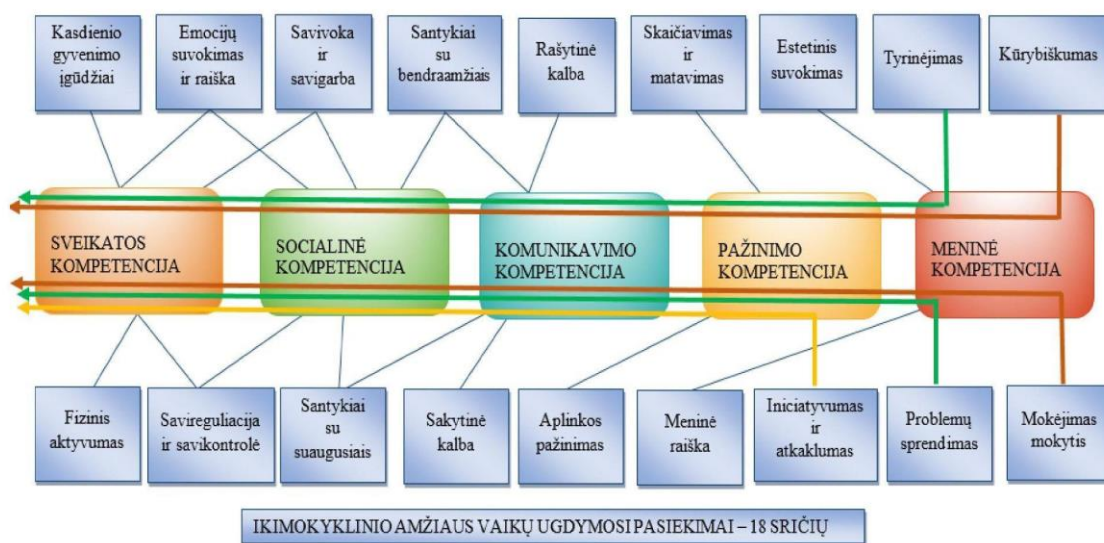 Kasdienio
gyvenimo
įgūdžiai
Emocijų
suvokimas
ir raiška
Savivoka
ir
savigarba
Santykiai
su
bendraamžiais
Rašytinė
kalba
Skaičiavimas
ir
matavimas
Estetinis
suvokimas
Tyrinėjimas
Kūrybiškumas
SVEIKATOS
KOMPETENCIJA
SOCIALINĖ
KOMPETENCIJA
KOMUNIKAVIMO
KOMPETENCIJA
PAŽINIMO
KOMPETENCIJA
MENINĖ
KOMPETENCIJA
Fizinis
aktyvumas
Savireguliacija
ir savikontrolė
Santykiai
su
suaugusiais
Sakytinė
kalba
Aplinkos
pažinimas
Meninė
raiška
Iniciatyvumas
ir
atkaklumas
Problemų
sprendimas
Mokėjimas
mokytis
IKIMOKYKLINIO AMŽIAUS VAIKŲ UGDYMOSI PASIEKIMAI – 18 SRIČIŲ